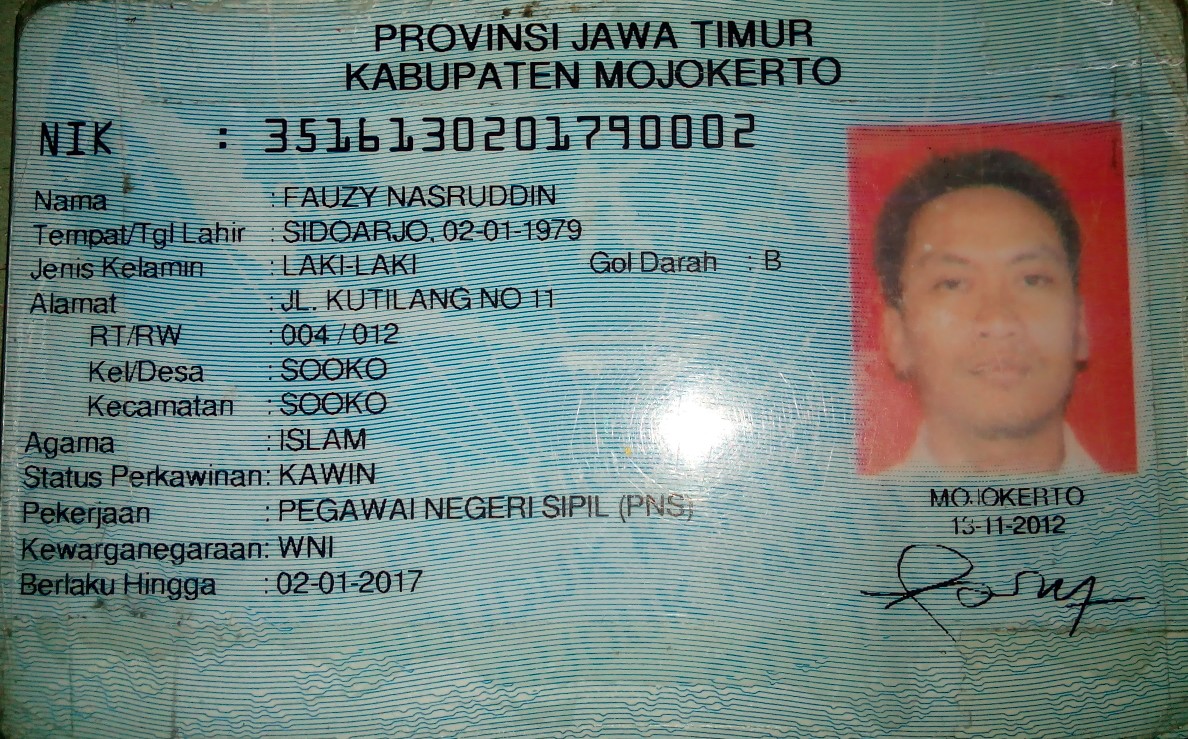 PROVINSI JAWA TIMUR
KABUPATEN MOJOKERTO
NIK : 3516130201790002
Nama : FAUZY NASRUDDIN
Tempat/Tgl Lahir : SIDOARJO, 02-01-1979
Jenis Kelamin : LAKI-LAKI Gol Darah : B
Alamat : JL. KUTILANG NO 11
RT/RW : 004 / 012
Kel/Desa : SOOKO
Kecamatan : SOOKO
Agama : ISLAM
Status Perkawinan: KAWIN
Pekerjaan : PEGAWAI NEGERI SIPIL (PNS)
Kewarganegaraan: WNI
Berlaku Hingga : 02-01-2017
MOJOKERTO
13-11-2012